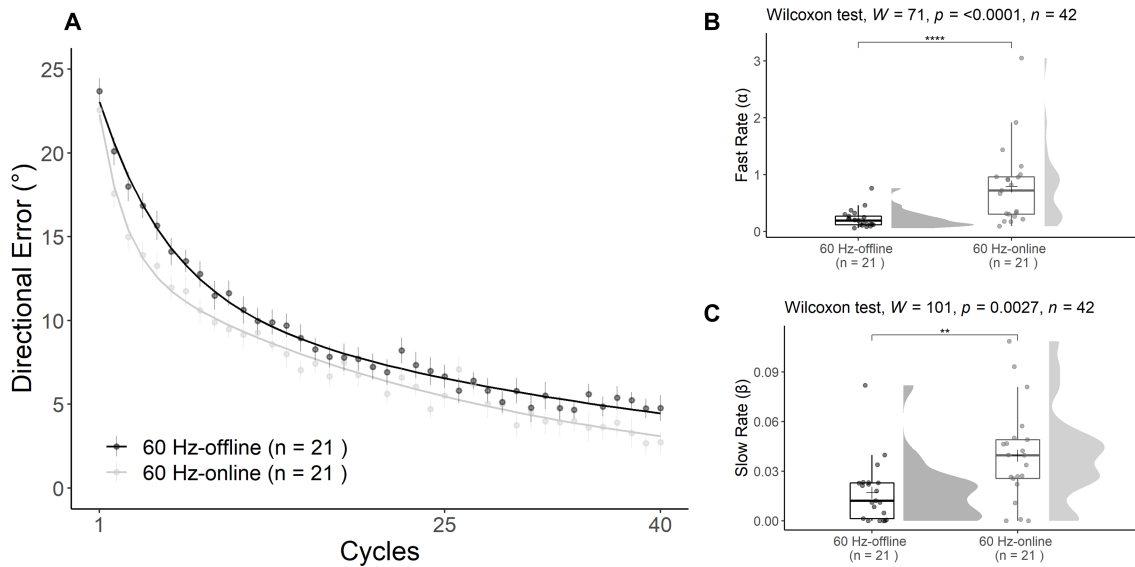 A
Directional Error (°)
25
20
15
10
5
0
60 Hz-offline (n = 21 )
60 Hz-online (n = 21 )
1
25
40
Cycles
B
Wilcoxon test, W = 71, p = <0.0001, n = 42
****
Fast Rate (α)
3
2
1
0
60 Hz-offline
(n = 21 )
60 Hz-online
(n = 21 )
C
Wilcoxon test, W = 101, p = 0.0027, n = 42
**
Slow Rate (β)
0.09
0.06
0.03
0.00
60 Hz-offline
(n = 21 )
60 Hz-online
(n = 21 )